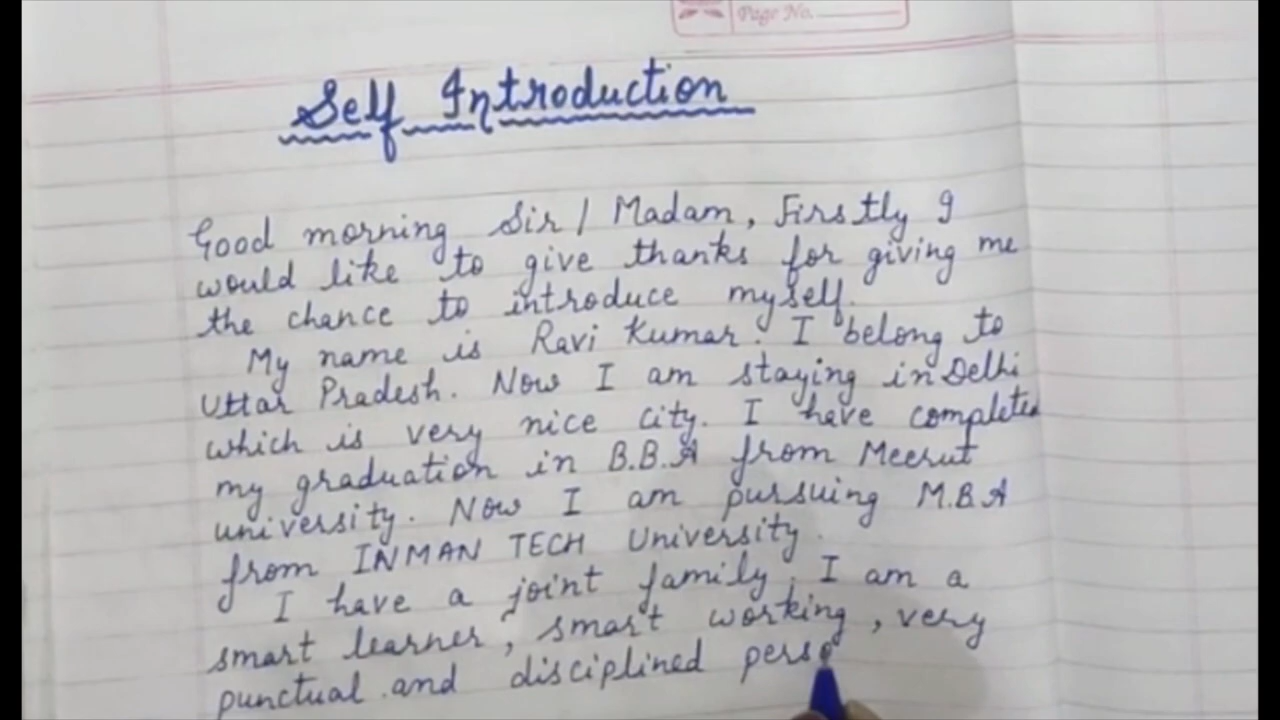 Page No.
Self Introduction
Good morning Sir / Madam, Firstly I
would like to give thanks for giving me
the chance to introduce myself.
My name is Ravi Kumar. I belong to
Uttar Pradesh. Now I am staying in Delhi
which is very nice city. I have completed
my graduation in B.B.A from Meerut
university. Now I am pursuing M.B.A
from INMAN TECH University.
I have a joint family. I am a
smart learner, smart working, very
punctual and disciplined perso